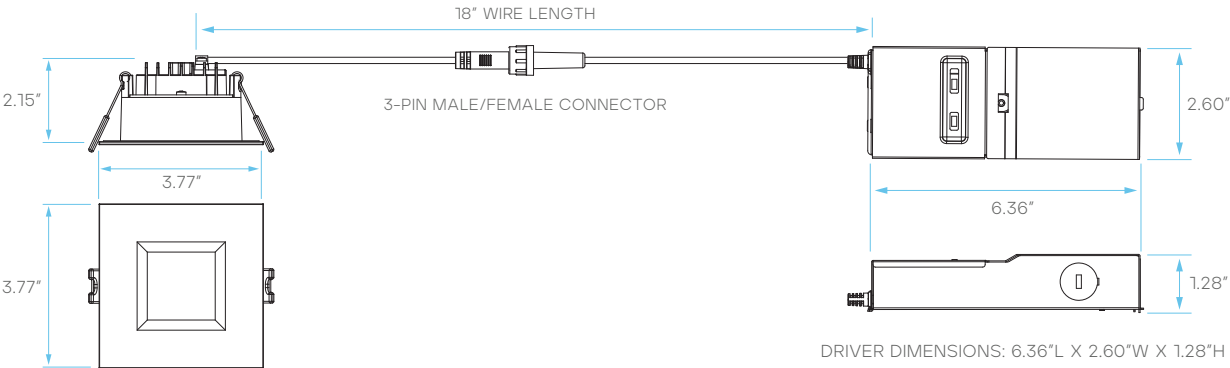 18" WIRE LENGTH
2.15"
3-PIN MALE/FEMALE CONNECTOR
2.60"
3.77"
6.36"
3.77"
1.28"
DRIVER DIMENSIONS: 6.36"L X 2.60"W X 1.28"H